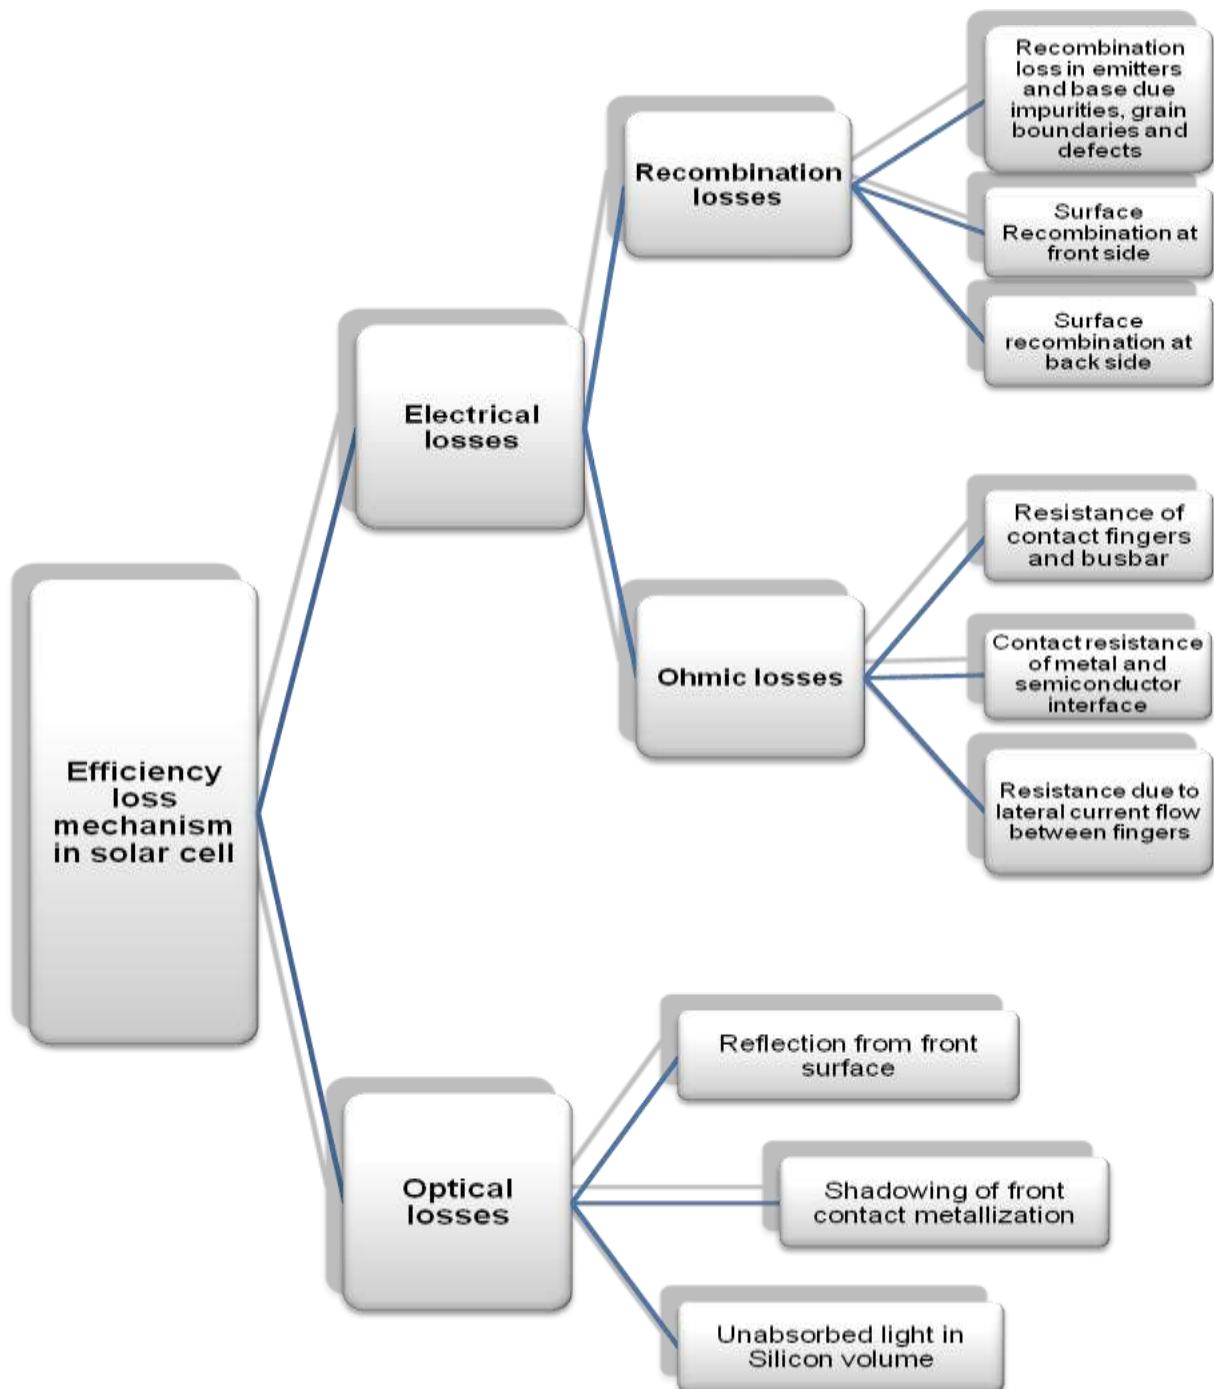 Efficiency
loss
mechanism
in solar cell
Electrical
losses
Recombination
losses
Recombination
loss in emitters
and base due
impurities, grain
boundaries and
defects
Surface
Recombination at
front side
Surface
recombination at
back side
Ohmic losses
Resistance of
contact fingers
and busbar
Contact resistance
of metal and
semiconductor
interface
Resistance due to
lateral current flow
between fingers
Optical
losses
Reflection from front
surface
Shadowing of front
contact metallization
Unabsorbed light in
Silicon volume